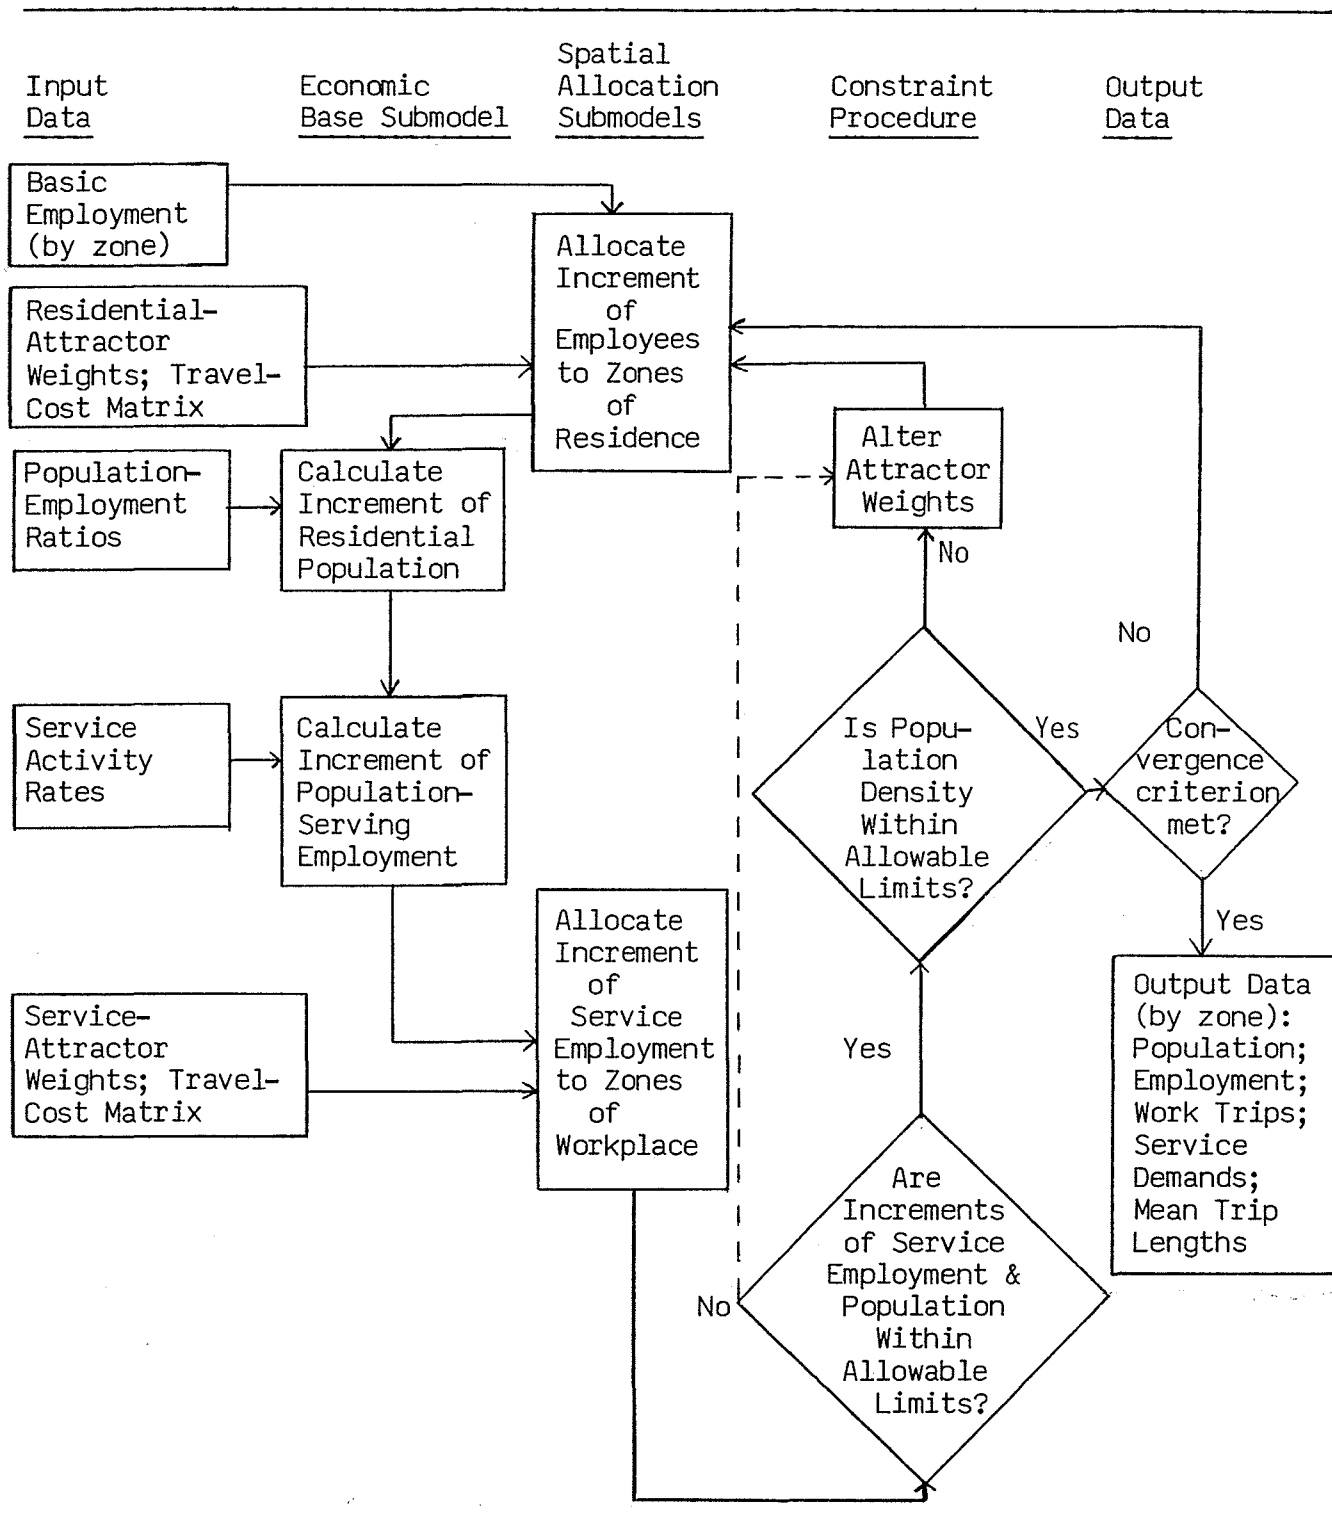 Input
Data
Economic
Base Submodel
Spatial
Allocation
Submodels
Constraint
Procedure
Output
Data
Basic
Employment
(by zone)
Residential-
Attractor
Weights; Travel-
Cost Matrix
Population-
Employment
Ratios
Service
Activity
Rates
Service-
Attractor
Weights; Travel-
Cost Matrix
Calculate
Increment of
Residential
Population
Calculate
Increment of
Population-
Serving
Employment
Allocate
Increment
of
Employees
to Zones
of
Residence
Allocate
Increment
of
Service
Employment
to Zones
of
Workplace
Alter
Attractor
Weights
No
Is Popu-
lation
Density
Within
Allowable
Limits?
Yes
Yes
Are
Increments
of Service
Employment &
Population
Within
Allowable
Limits?
No
No
Con-
vergence
criterion
met?
Yes
Output Data
(by zone):
Population;
Employment;
Work Trips;
Service
Demands;
Mean Trip
Lengths